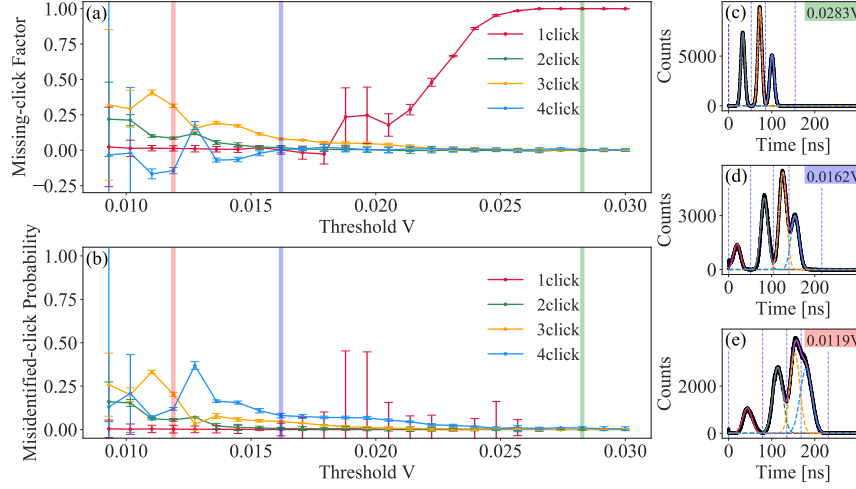 (a)
Missing-click Factor
1.00
0.75
0.50
0.25
0.00
−0.25
1click
2click
3click
4click
0.010
0.015
0.020
0.025
0.030
Threshold V
(b)
Misidentified-click Probability
1.00
0.75
0.50
0.25
0.00
1click
2click
3click
4click
0.010
0.015
0.020
0.025
0.030
Threshold V
(c)
0.0283V
Counts
5000
0
0
100
200
Time [ns]
(d)
0.0162V
Counts
3000
0
0
100
200
Time [ns]
(e)
0.0119V
Counts
2000
0
0
100
200
Time [ns]